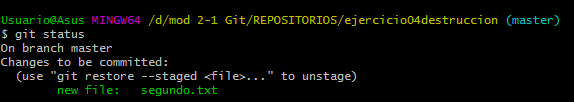 Usuario@Asus MINGW64 /d/mod 2-1 Git/REPOSITORIOS/ejercicio04destruccion (master)
$ git status
On branch master
Changes to be committed:
  (use "git restore --staged <file>..." to unstage)
        new file:   segundo.txt